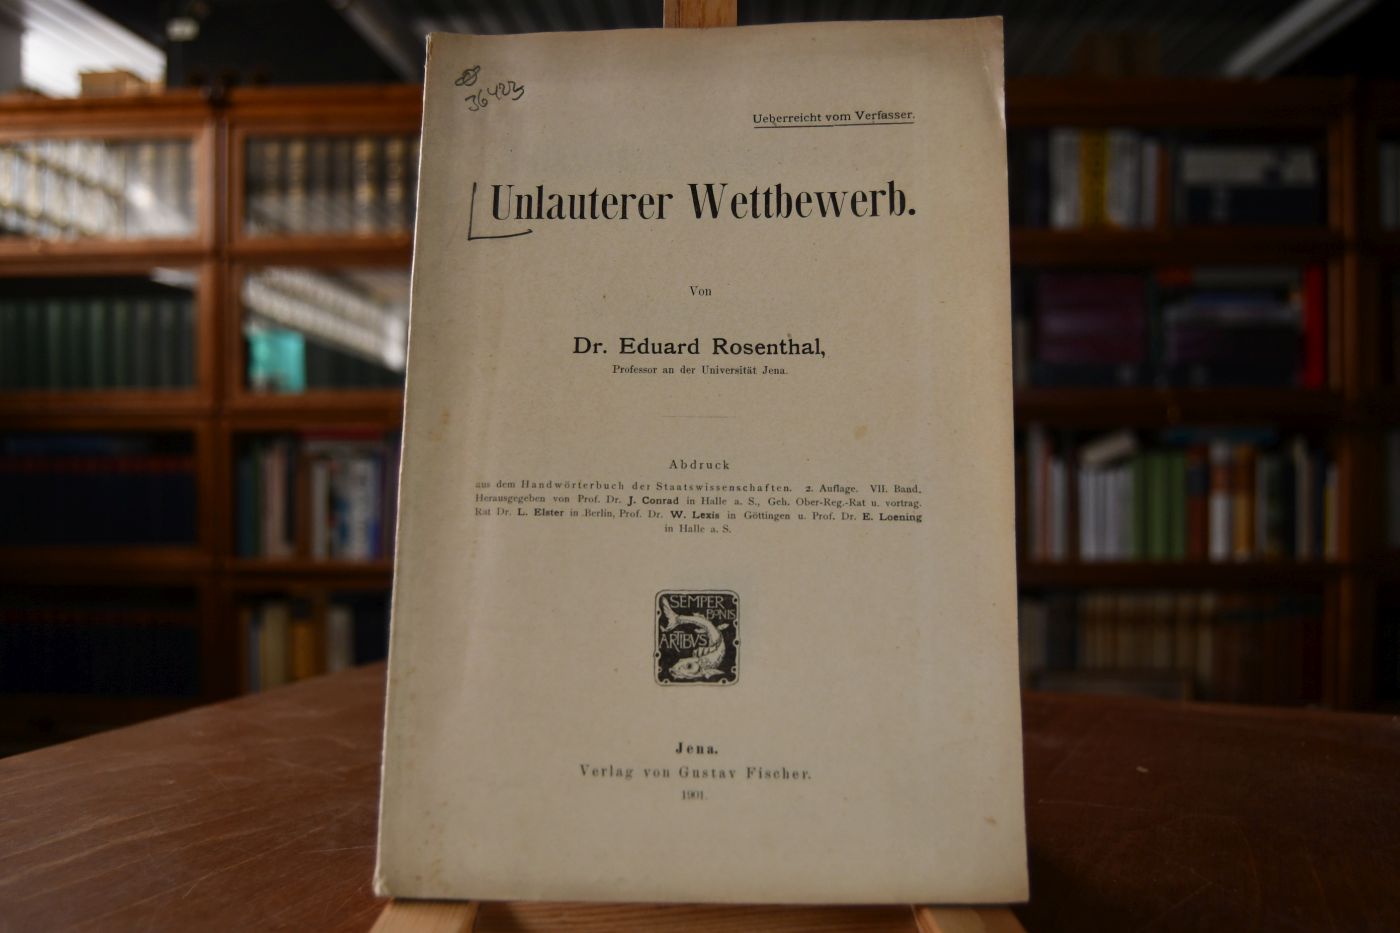 36423
Ueberreicht vom Verfasser.
Unlauterer Wettbewerb.
Von
Dr. Eduard Rosenthal,
Professor an der Universität Jena.
Abdruck
aus dem Handwörterbuch der Staatswissenschaften. 2. Auflage. VII. Band.
Herausgegeben von Prof. Dr. J. Conrad in Halle a. S., Geh. Ober-Reg.-Rat u. vortrag.
Rat Dr. L. Elster in Berlin, Prof. Dr. W. Lexis in Göttingen u. Prof. Dr. E. Loening
in Halle a. S.
SEMPER
BONIS
ARTIBVS
Jena.
Verlag von Gustav Fischer.
1901.